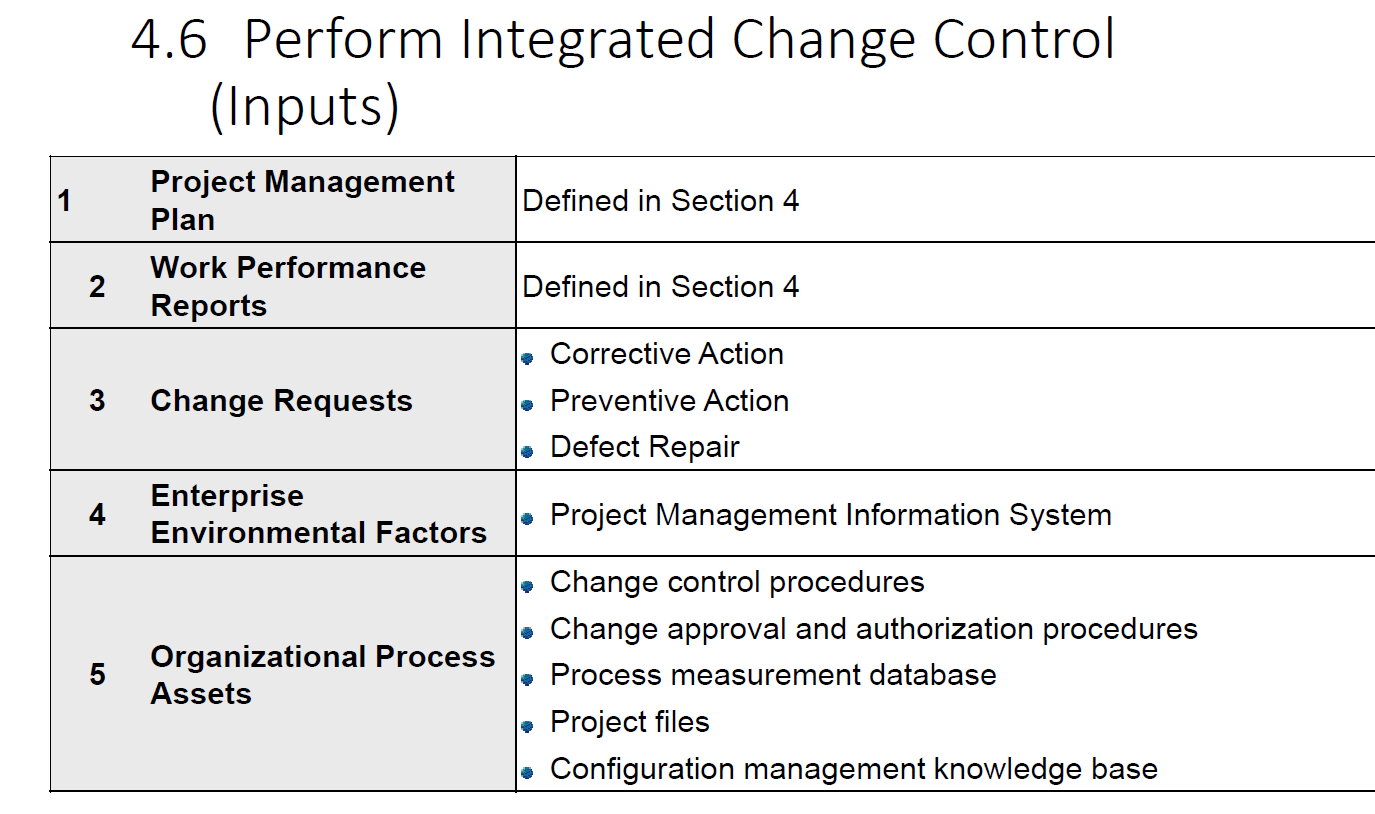 4.6 Perform Integrated Change Control
(Inputs)
1 Project Management
Plan
Defined in Section 4
2 Work Performance
Reports
Defined in Section 4
3 Change Requests
Corrective Action
Preventive Action
Defect Repair
4 Enterprise
Environmental Factors
Project Management Information System
5 Organizational Process
Assets
Change control procedures
Change approval and authorization procedures
Process measurement database
Project files
Configuration management knowledge base